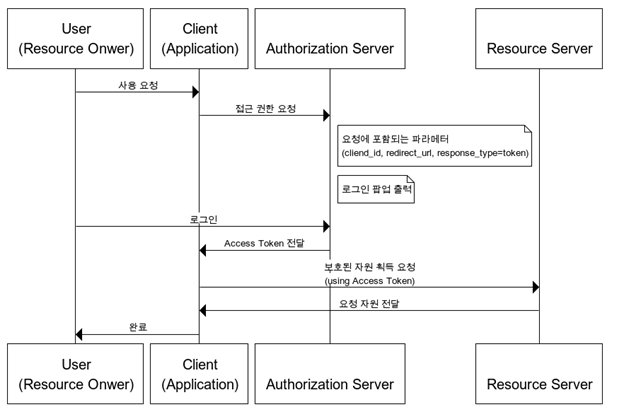 User
(Resource Onwer)
Client
(Application)
Authorization Server
Resource Server
사용 요청
접근 권한 요청
요청에 포함되는 파라메터
(cliend_id, redirect_url, response_type=token)
로그인 팝업 출력
로그인
Access Token 전달
보호된 자원 획득 요청
(using Access Token)
요청 자원 전달
완료
User
(Resource Onwer)
Client
(Application)
Authorization Server
Resource Server